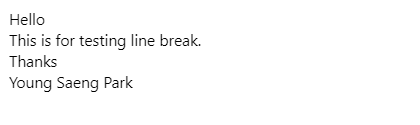 Hello
This is for testing line break.
Thanks
Young Saeng Park